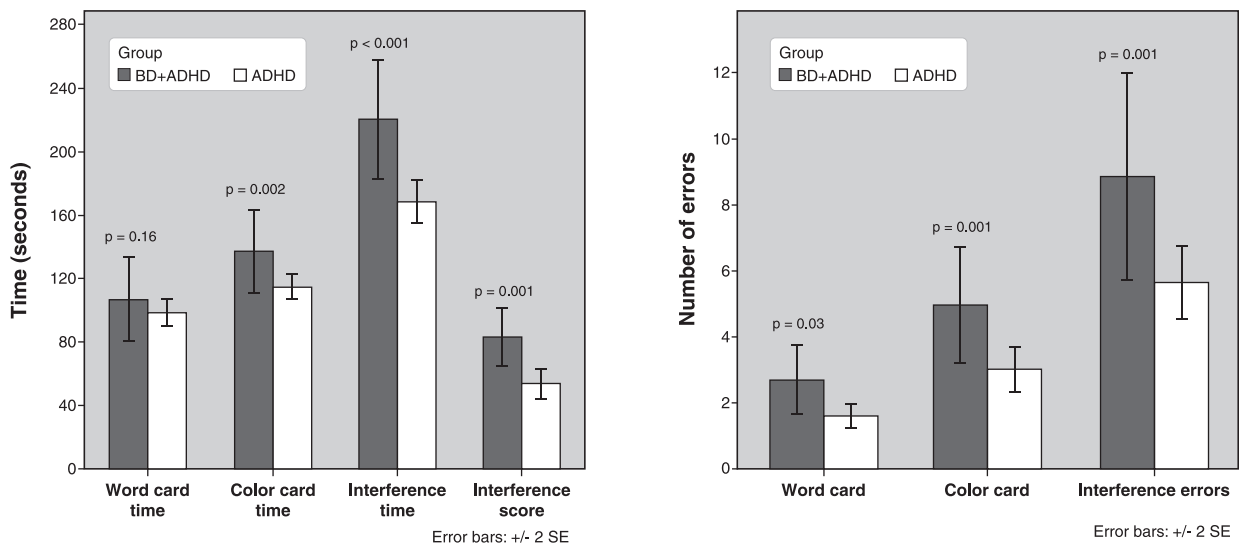 Time (seconds)
280
240
200
160
120
80
40
0
Group
BD+ADHD ADHD
p = 0.16
p = 0.002
p < 0.001
p = 0.001
Word card time
Color card time
Interference time
Interference score
Error bars: +/- 2 SE
Number of errors
12
10
8
6
4
2
0
Group
BD+ADHD ADHD
p = 0.03
p = 0.001
p = 0.001
Word card
Color card
Interference errors
Error bars: +/- 2 SE